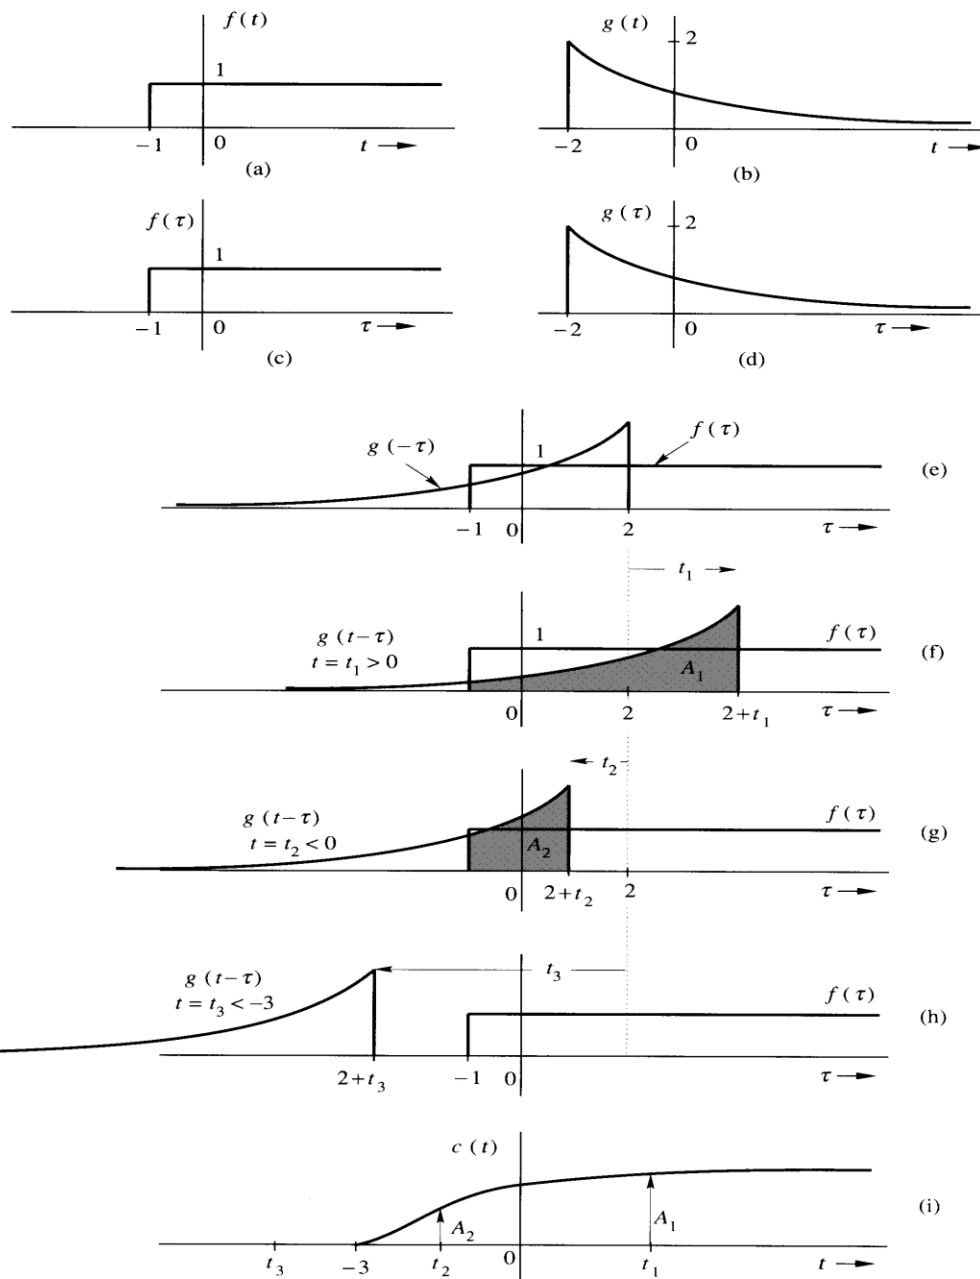 f(t)
g(t)
2
1
-1
0
t
-2
0
t
(a)
(b)
f(τ)
g(τ)
2
1
-1
0
τ
-2
0
τ
(c)
(d)
g(-τ)
1
f(τ)
(e)
-1
0
2
τ
t₁
g(t-τ)
t = t₁ > 0
1
f(τ)
(f)
A₁
0
2
2+t₁
τ
t₂
g(t-τ)
t = t₂ < 0
f(τ)
(g)
A₂
0
2+t₂
2
τ
g(t-τ)
t = t₃ < -3
t₃
f(τ)
(h)
2+t₃
-1
0
τ
c(t)
(i)
A₂
A₁
t₃
-3
t₂
0
t₁
t